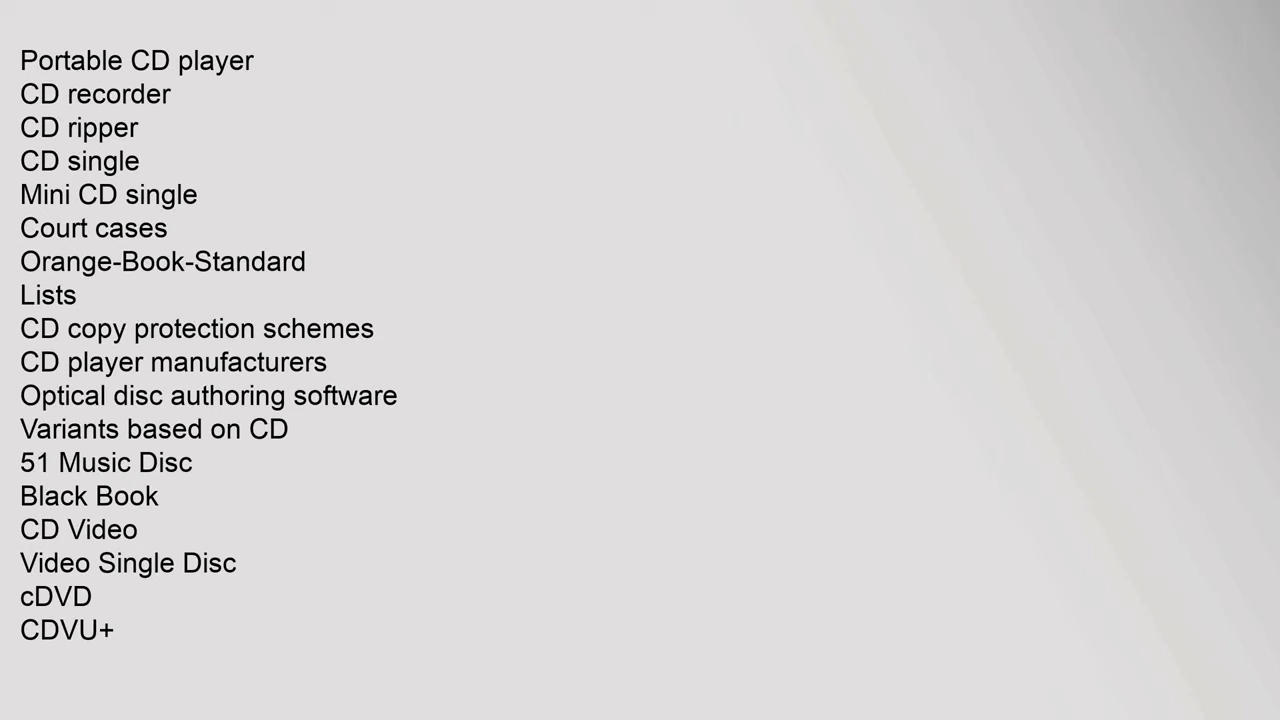 Portable CD player
CD recorder
CD ripper
CD single
Mini CD single
Court cases
Orange-Book-Standard
Lists
CD copy protection schemes
CD player manufacturers
Optical disc authoring software
Variants based on CD
51 Music Disc
Black Book
CD Video
Video Single Disc
cDVD
CDVU+